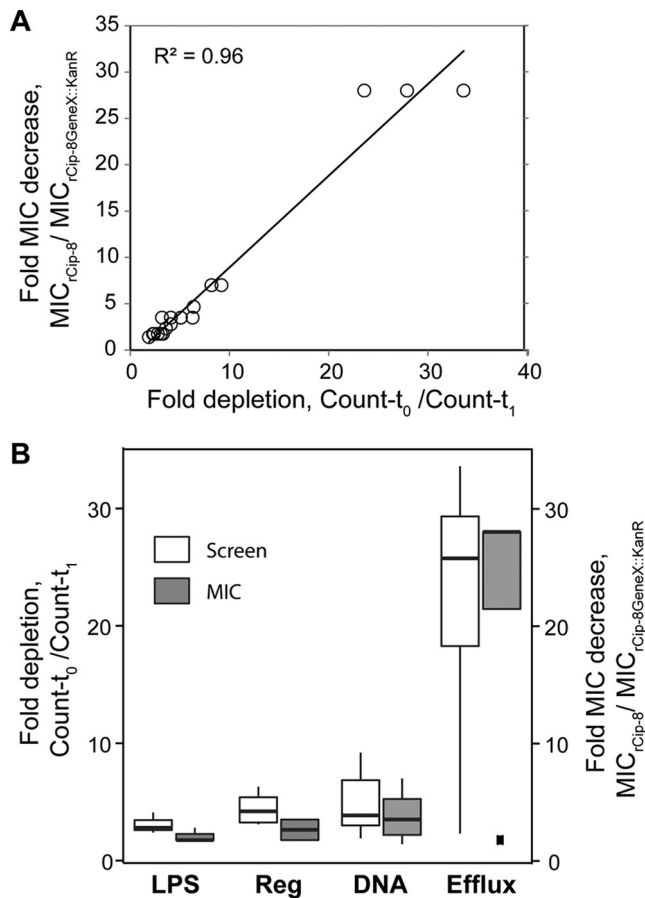 A
R² = 0.96
Fold MIC decrease,
MICrCip-8/ MICrCip-8GeneX::KanR
35
30
25
20
15
10
5
0
0 10 20 30 40
Fold depletion, Count-t0 /Count-t1
B
Fold depletion,
Count-t0 /Count-t1
30
20
10
0
Screen
MIC
30
20
10
0
Fold MIC decrease,
MICrCip-8/ MICrCip-8GeneX::KanR
LPS Reg DNA Efflux